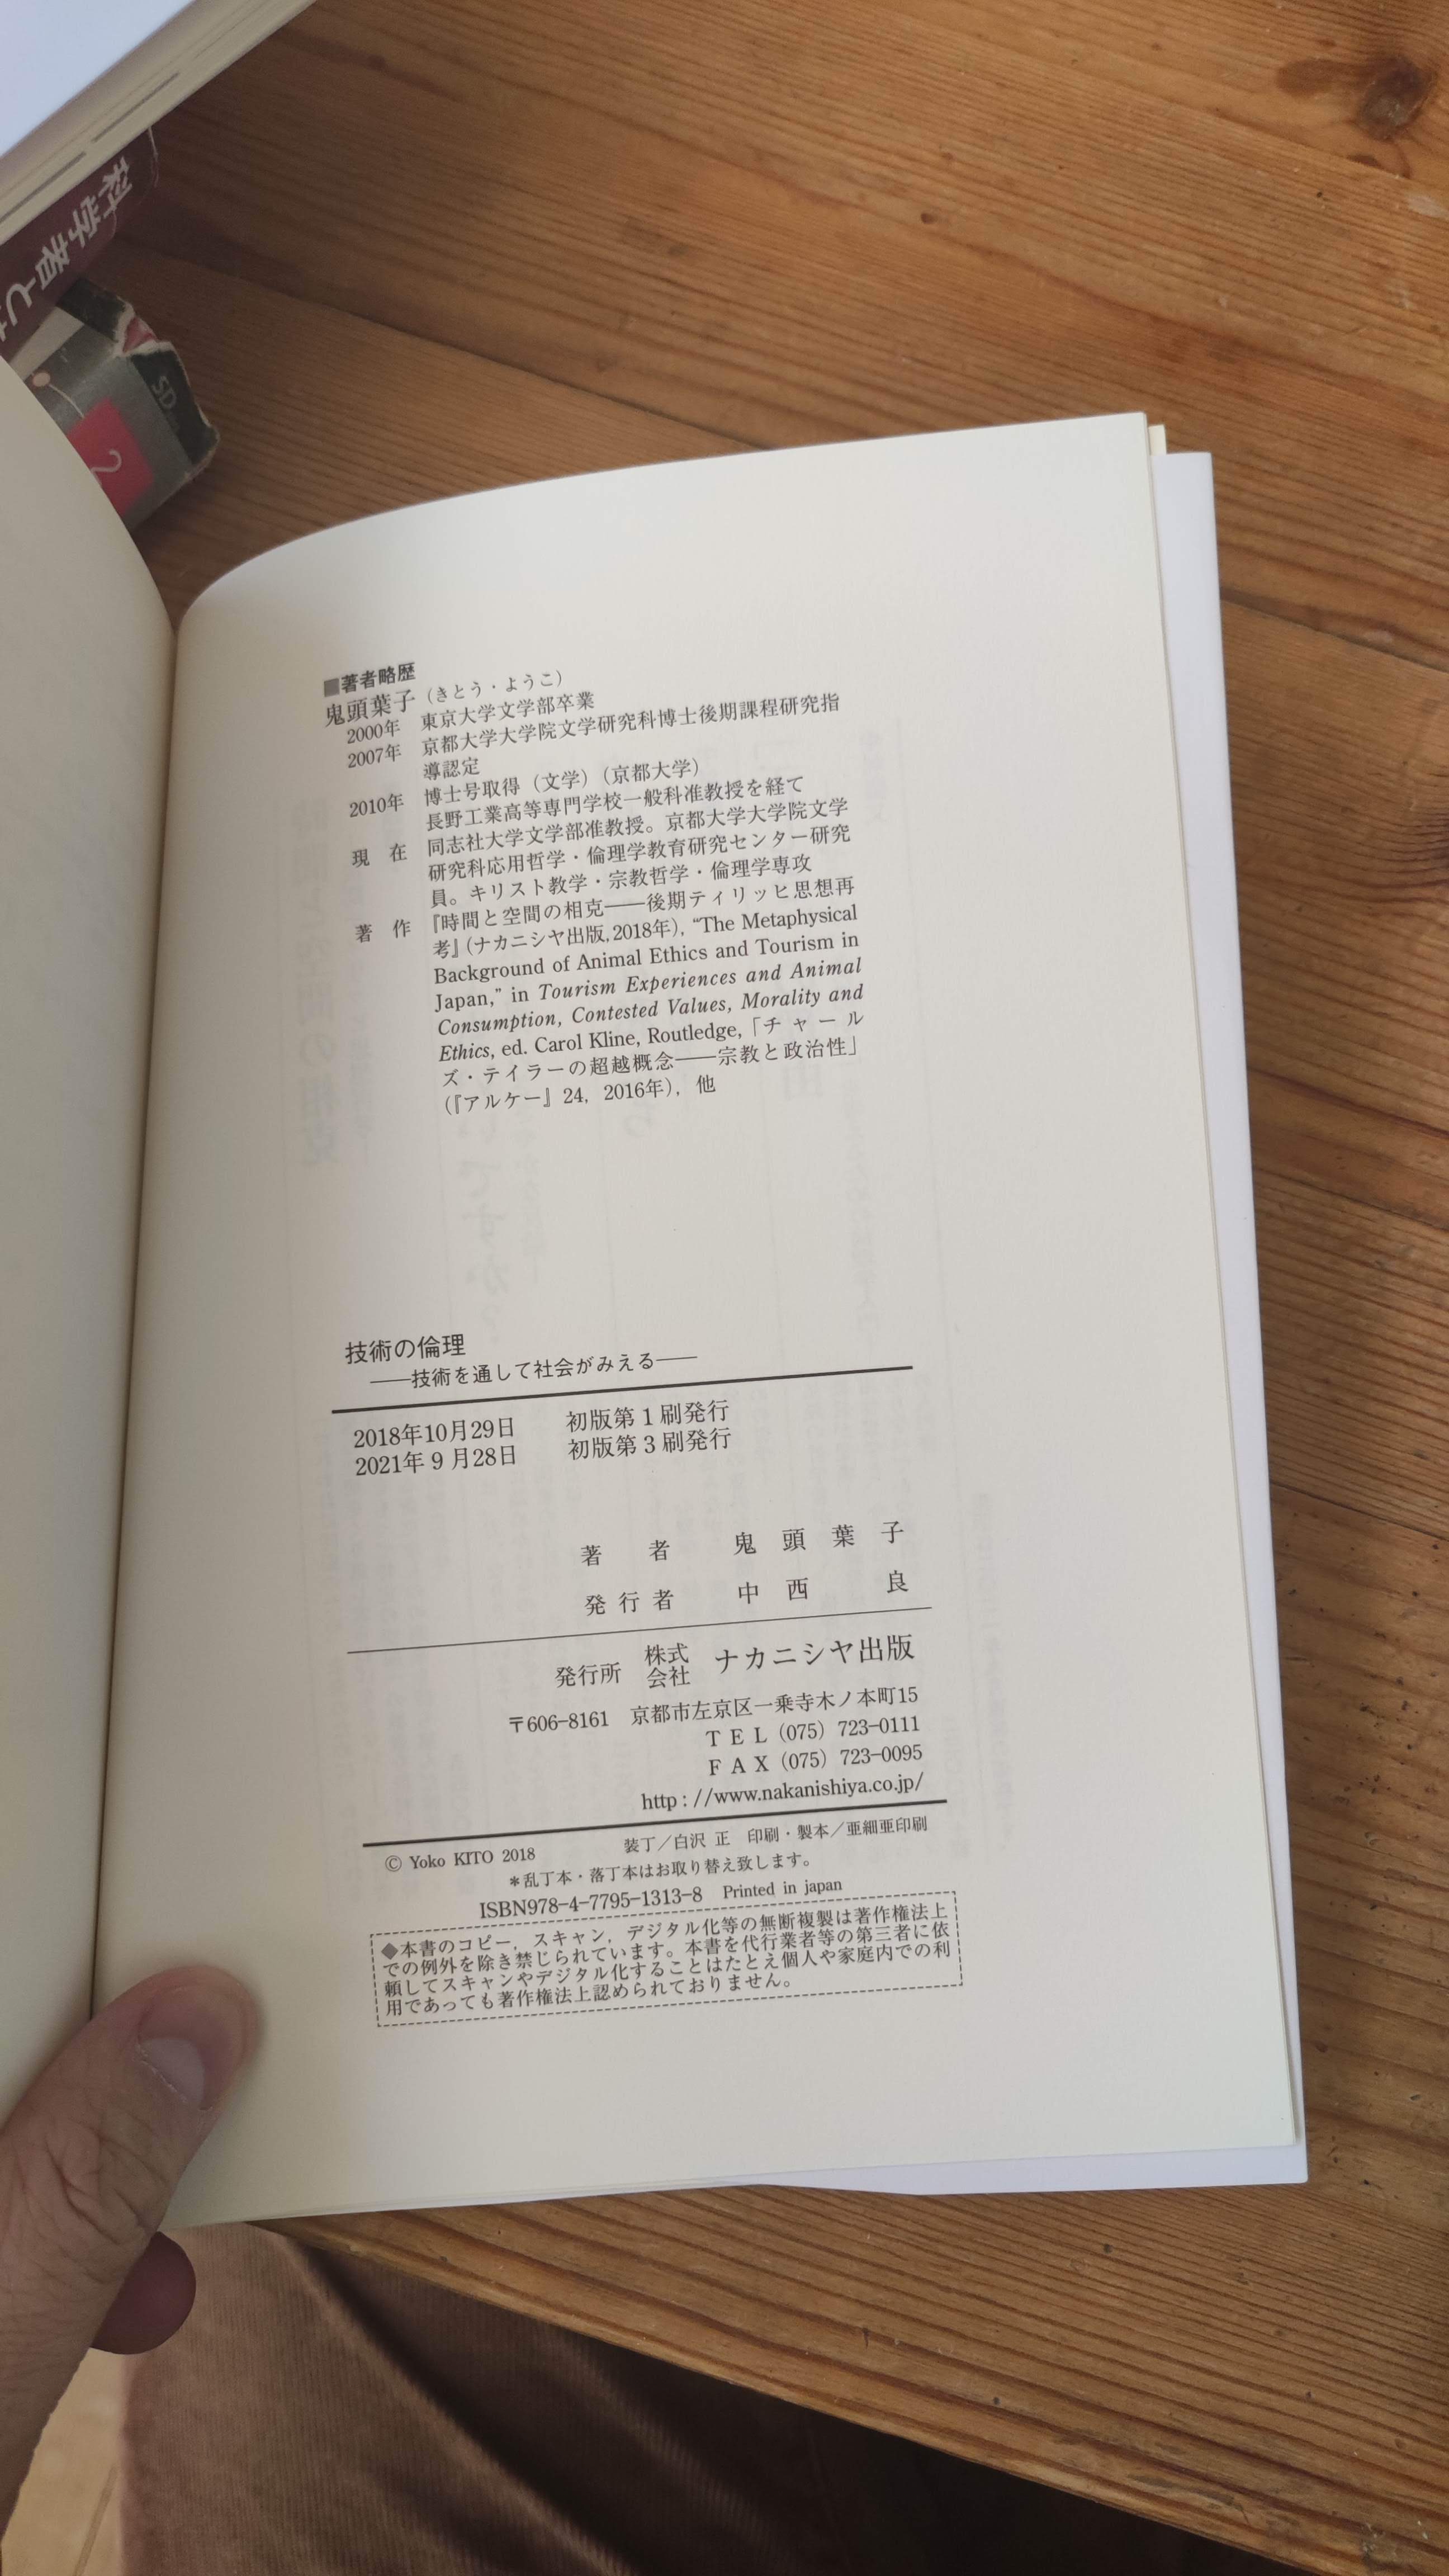 科学者とは
SD
2
■著者略歴
鬼頭葉子（きとう・ようこ）
2000年　東京大学文学部卒業
2007年　京都大学大学院文学研究科博士後期課程研究指
導認定
2010年　博士号取得（文学）（京都大学）
長野工業高等専門学校一般科准教授を経て
現　在　同志社大学文学部准教授。京都大学大学院文学
研究科応用哲学・倫理学教育研究センター研究
員。キリスト教学・宗教哲学・倫理学専攻
著　作　『時間と空間の相克――後期ティリッヒ思想再
考』（ナカニシヤ出版, 2018年），“The Metaphysical
Background of Animal Ethics and Tourism in
Japan,” in Tourism Experiences and Animal
Consumption, Contested Values, Morality and
Ethics, ed. Carol Kline, Routledge,「チャール
ズ・テイラーの超越概念――宗教と政治性」
（『アルケー』24，2016年），他
技術の倫理
――技術を通して社会がみえる――
2018年10月29日　初版第1刷発行
2021年9月28日　初版第3刷発行
著　者　鬼頭葉子
発行者　中西　良
発行所　株式会社　ナカニシヤ出版
〒606-8161　京都市左京区一乗寺木ノ本町15
TEL（075）723-0111
FAX（075）723-0095
http://www.nakanishiya.co.jp/
© Yoko KITO 2018　装丁／白沢 正　印刷・製本／亜細亜印刷
＊乱丁本・落丁本はお取り替え致します。
ISBN978-4-7795-1313-8　Printed in japan
◆本書のコピー，スキャン，デジタル化等の無断複製は著作権法上
での例外を除き禁じられています。本書を代行業者等の第三者に依
頼してスキャンやデジタル化することはたとえ個人や家庭内での利
用であっても著作権法上認められておりません。